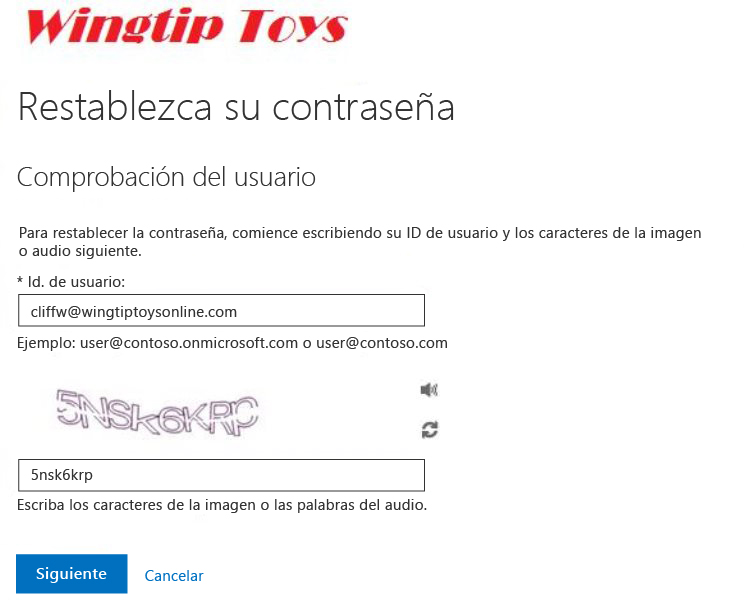 Wingtip Toys
Restablezca su contraseña
Comprobación del usuario
Para restablecer la contraseña, comience escribiendo su ID de usuario y los caracteres de la imagen
o audio siguiente.
* Id. de usuario:
cliffw@wingtiptoysonline.com
Ejemplo: user@contoso.onmicrosoft.com o user@contoso.com
5NSk6KRP
5nsk6krp
Escriba los caracteres de la imagen o las palabras del audio.
Siguiente Cancelar